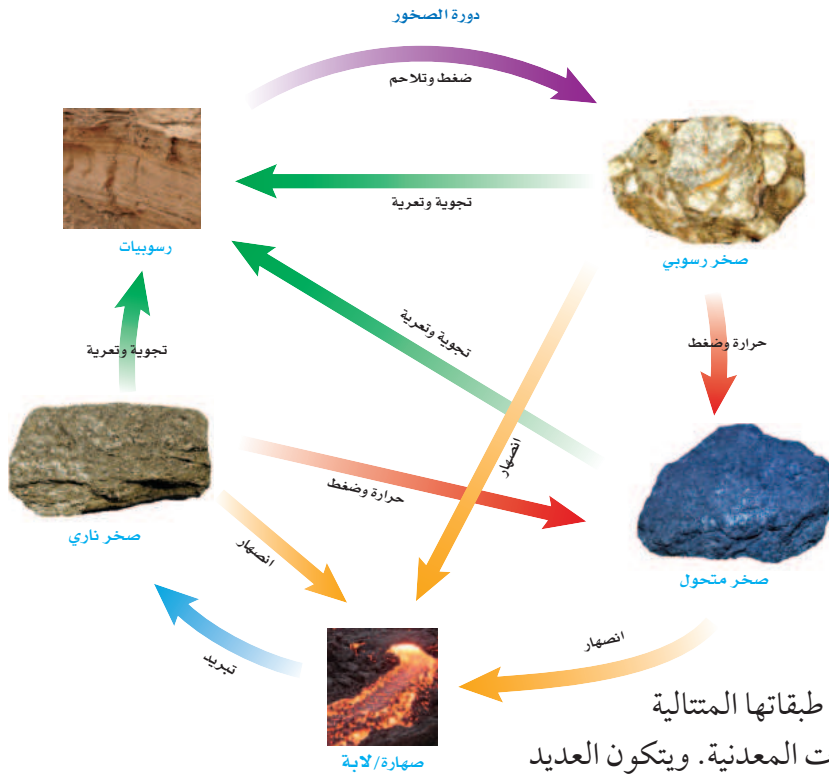 دورة الصخور
ضغط وتلاحم
تجوية وتعرية
رسوبيات
صخر رسوبي
تجوية وتعرية
تجوية وتعرية
حرارة وضغط
انصهار
حرارة وضغط
صخر ناري
انصهار
صخر متحول
تبريد
انصهار
صهارة/لابة
طبقاتها المتتالية
ت المعدنية. ويتكون العديد